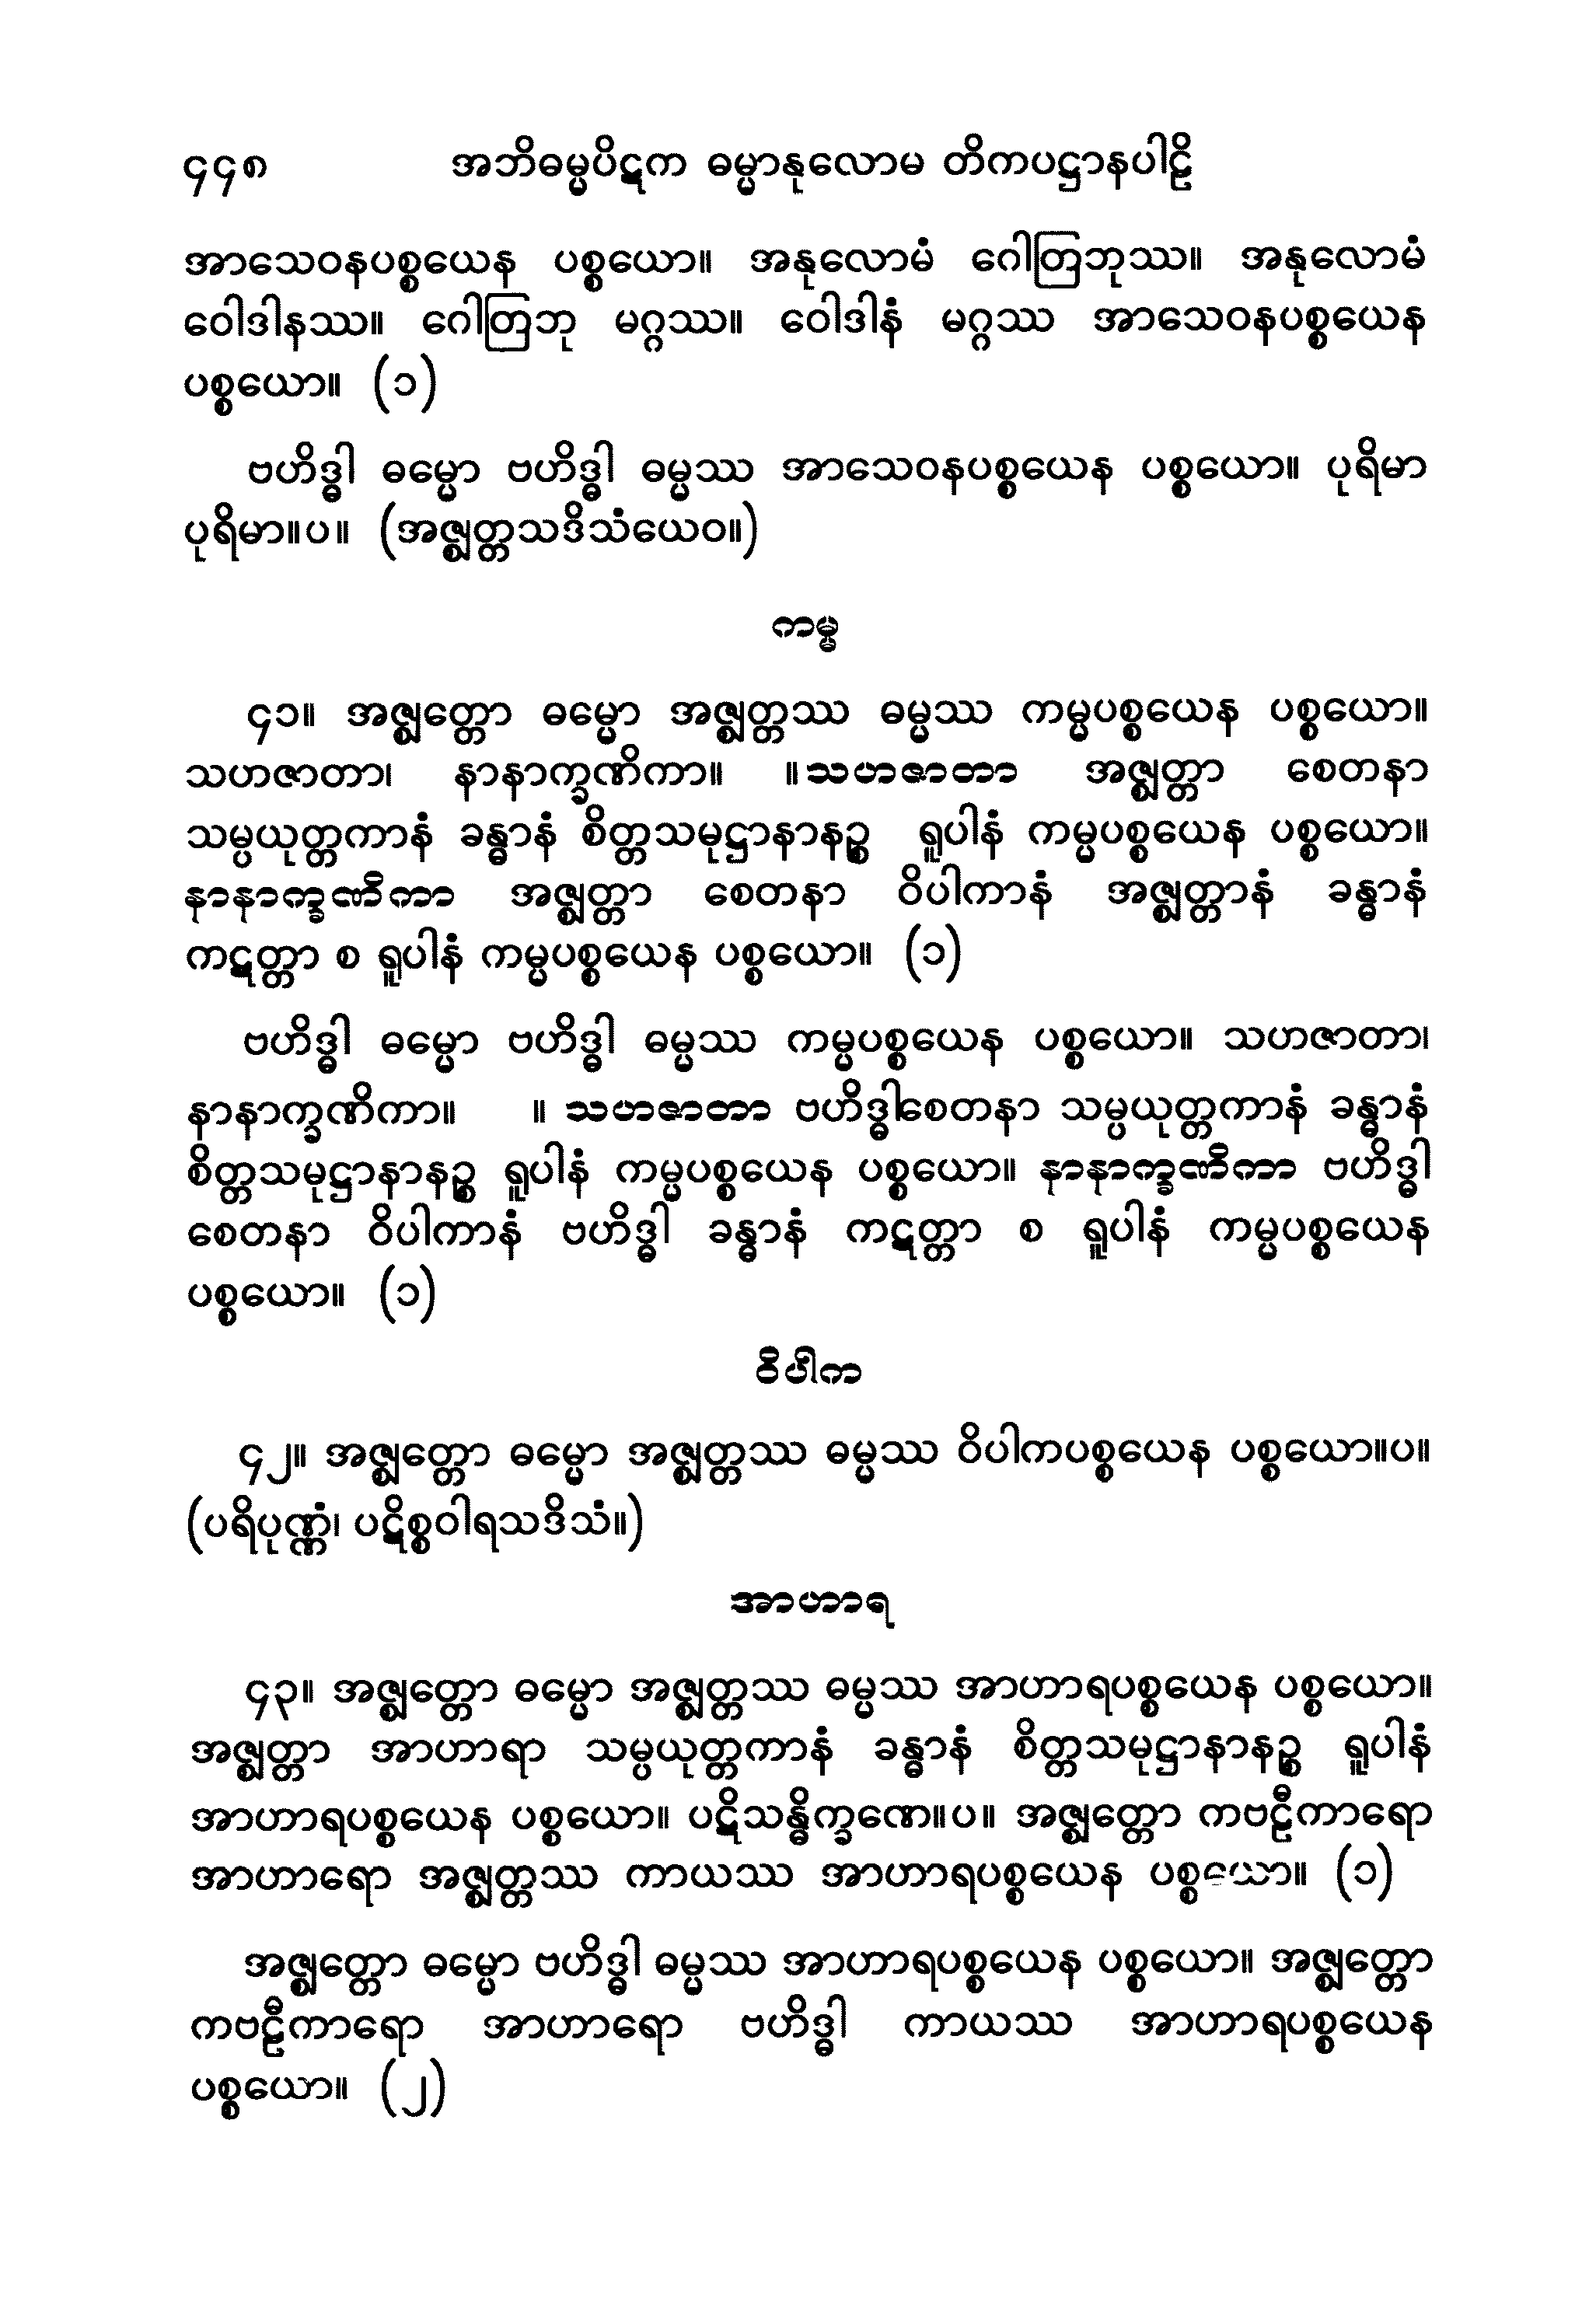 ၄၄၈ အဘိဓမ္မပိဋက ဓမ္မာနုလောမ တိကပဋ္ဌာနပါဠိ
အာသေဝနပစ္စယေန ပစ္စယော။ အနုလောမံ ဂေါတြဘုဿ။ အနုလောမံ
ဝေါဒါနဿ။ ဂေါတြဘု မဂ္ဂဿ။ ဝေါဒါနံ မဂ္ဂဿ အာသေဝနပစ္စယေန
ပစ္စယော။ (၁)
ဗဟိဒ္ဓါ ဓမ္မော ဗဟိဒ္ဓါ ဓမ္မဿ အာသေဝနပစ္စယေန ပစ္စယော။ ပုရိမာ
ပုရိမာ။ပ။ (အဇ္ဈတ္တသဒိသံယေဝ။)
ကမ္မ
၄၁။ အဇ္ဈတ္တော ဓမ္မော အဇ္ဈတ္တဿ ဓမ္မဿ ကမ္မပစ္စယေန ပစ္စယော။
သဟဇာတာ၊ နာနာက္ခဏိကာ။ ။သဟဇာတာ အဇ္ဈတ္တာ စေတနာ
သမ္ပယုတ္တကာနံ ခန္ဓာနံ စိတ္တသမုဋ္ဌာနာနဉ္စ ရူပါနံ ကမ္မပစ္စယေန ပစ္စယော။
နာနာက္ခဏိကာ အဇ္ဈတ္တာ စေတနာ ဝိပါကာနံ အဇ္ဈတ္တာနံ ခန္ဓာနံ
ကဋတ္တာ စ ရူပါနံ ကမ္မပစ္စယေန ပစ္စယော။ (၁)
ဗဟိဒ္ဓါ ဓမ္မော ဗဟိဒ္ဓါ ဓမ္မဿ ကမ္မပစ္စယေန ပစ္စယော။ သဟဇာတာ၊
နာနာက္ခဏိကာ။ ။ သဟဇာတာ ဗဟိဒ္ဓါစေတနာ သမ္ပယုတ္တကာနံ ခန္ဓာနံ
စိတ္တသမုဋ္ဌာနာနဉ္စ ရူပါနံ ကမ္မပစ္စယေန ပစ္စယော။ နာနာက္ခဏိကာ ဗဟိဒ္ဓါ
စေတနာ ဝိပါကာနံ ဗဟိဒ္ဓါ ခန္ဓာနံ ကဋတ္တာ စ ရူပါနံ ကမ္မပစ္စယေန
ပစ္စယော။ (၁)
ဝိပါက
၄၂။ အဇ္ဈတ္တော ဓမ္မော အဇ္ဈတ္တဿ ဓမ္မဿ ဝိပါကပစ္စယေန ပစ္စယော။ပ။
(ပရိပုဏ္ဏံ၊ ပဋိစ္စဝါရသဒိသံ။)
အာဟာရ
၄၃။ အဇ္ဈတ္တော ဓမ္မော အဇ္ဈတ္တဿ ဓမ္မဿ အာဟာရပစ္စယေန ပစ္စယော။
အဇ္ဈတ္တာ အာဟာရာ သမ္ပယုတ္တကာနံ ခန္ဓာနံ စိတ္တသမုဋ္ဌာနာနဉ္စ ရူပါနံ
အာဟာရပစ္စယေန ပစ္စယော။ ပဋိသန္ဓိက္ခဏေ။ပ။ အဇ္ဈတ္တော ကဗဠီကာရော
အာဟာရော အဇ္ဈတ္တဿ ကာယဿ အာဟာရပစ္စယေန ပစ္စယော။ (၁)
အဇ္ဈတ္တော ဓမ္မော ဗဟိဒ္ဓါ ဓမ္မဿ အာဟာရပစ္စယေန ပစ္စယော။ အဇ္ဈတ္တော
ကဗဠီကာရော အာဟာရော ဗဟိဒ္ဓါ ကာယဿ အာဟာရပစ္စယေန
ပစ္စယော။ (၂)